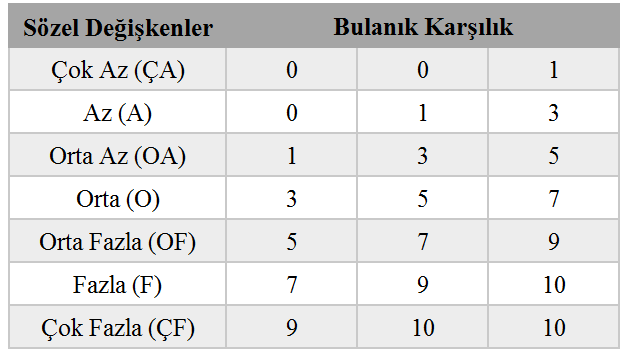 Sözel Değişkenler Bulanık Karşılık
Çok Az (ÇA) 0 0 1
Az (A) 0 1 3
Orta Az (OA) 1 3 5
Orta (O) 3 5 7
Orta Fazla (OF) 5 7 9
Fazla (F) 7 9 10
Çok Fazla (ÇF) 9 10 10